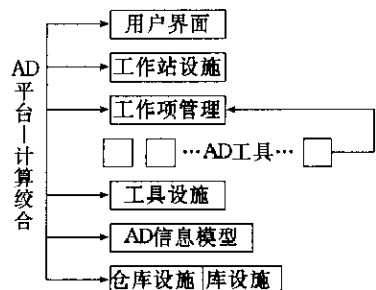 用户界面
工作站设施
工作项管理
…AD工具…
工具设施
AD信息模型
仓库设施 库设施
AD平台—计算绞合